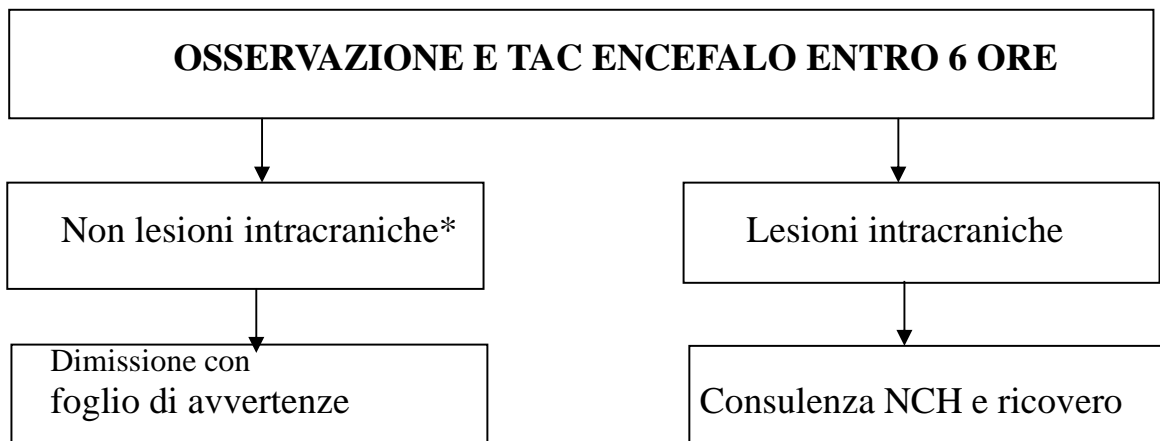 OSSERVAZIONE E TAC ENCEFALO ENTRO 6 ORE
Non lesioni intracraniche*
Lesioni intracraniche
Dimissione con
foglio di avvertenze
Consulenza NCH e ricovero